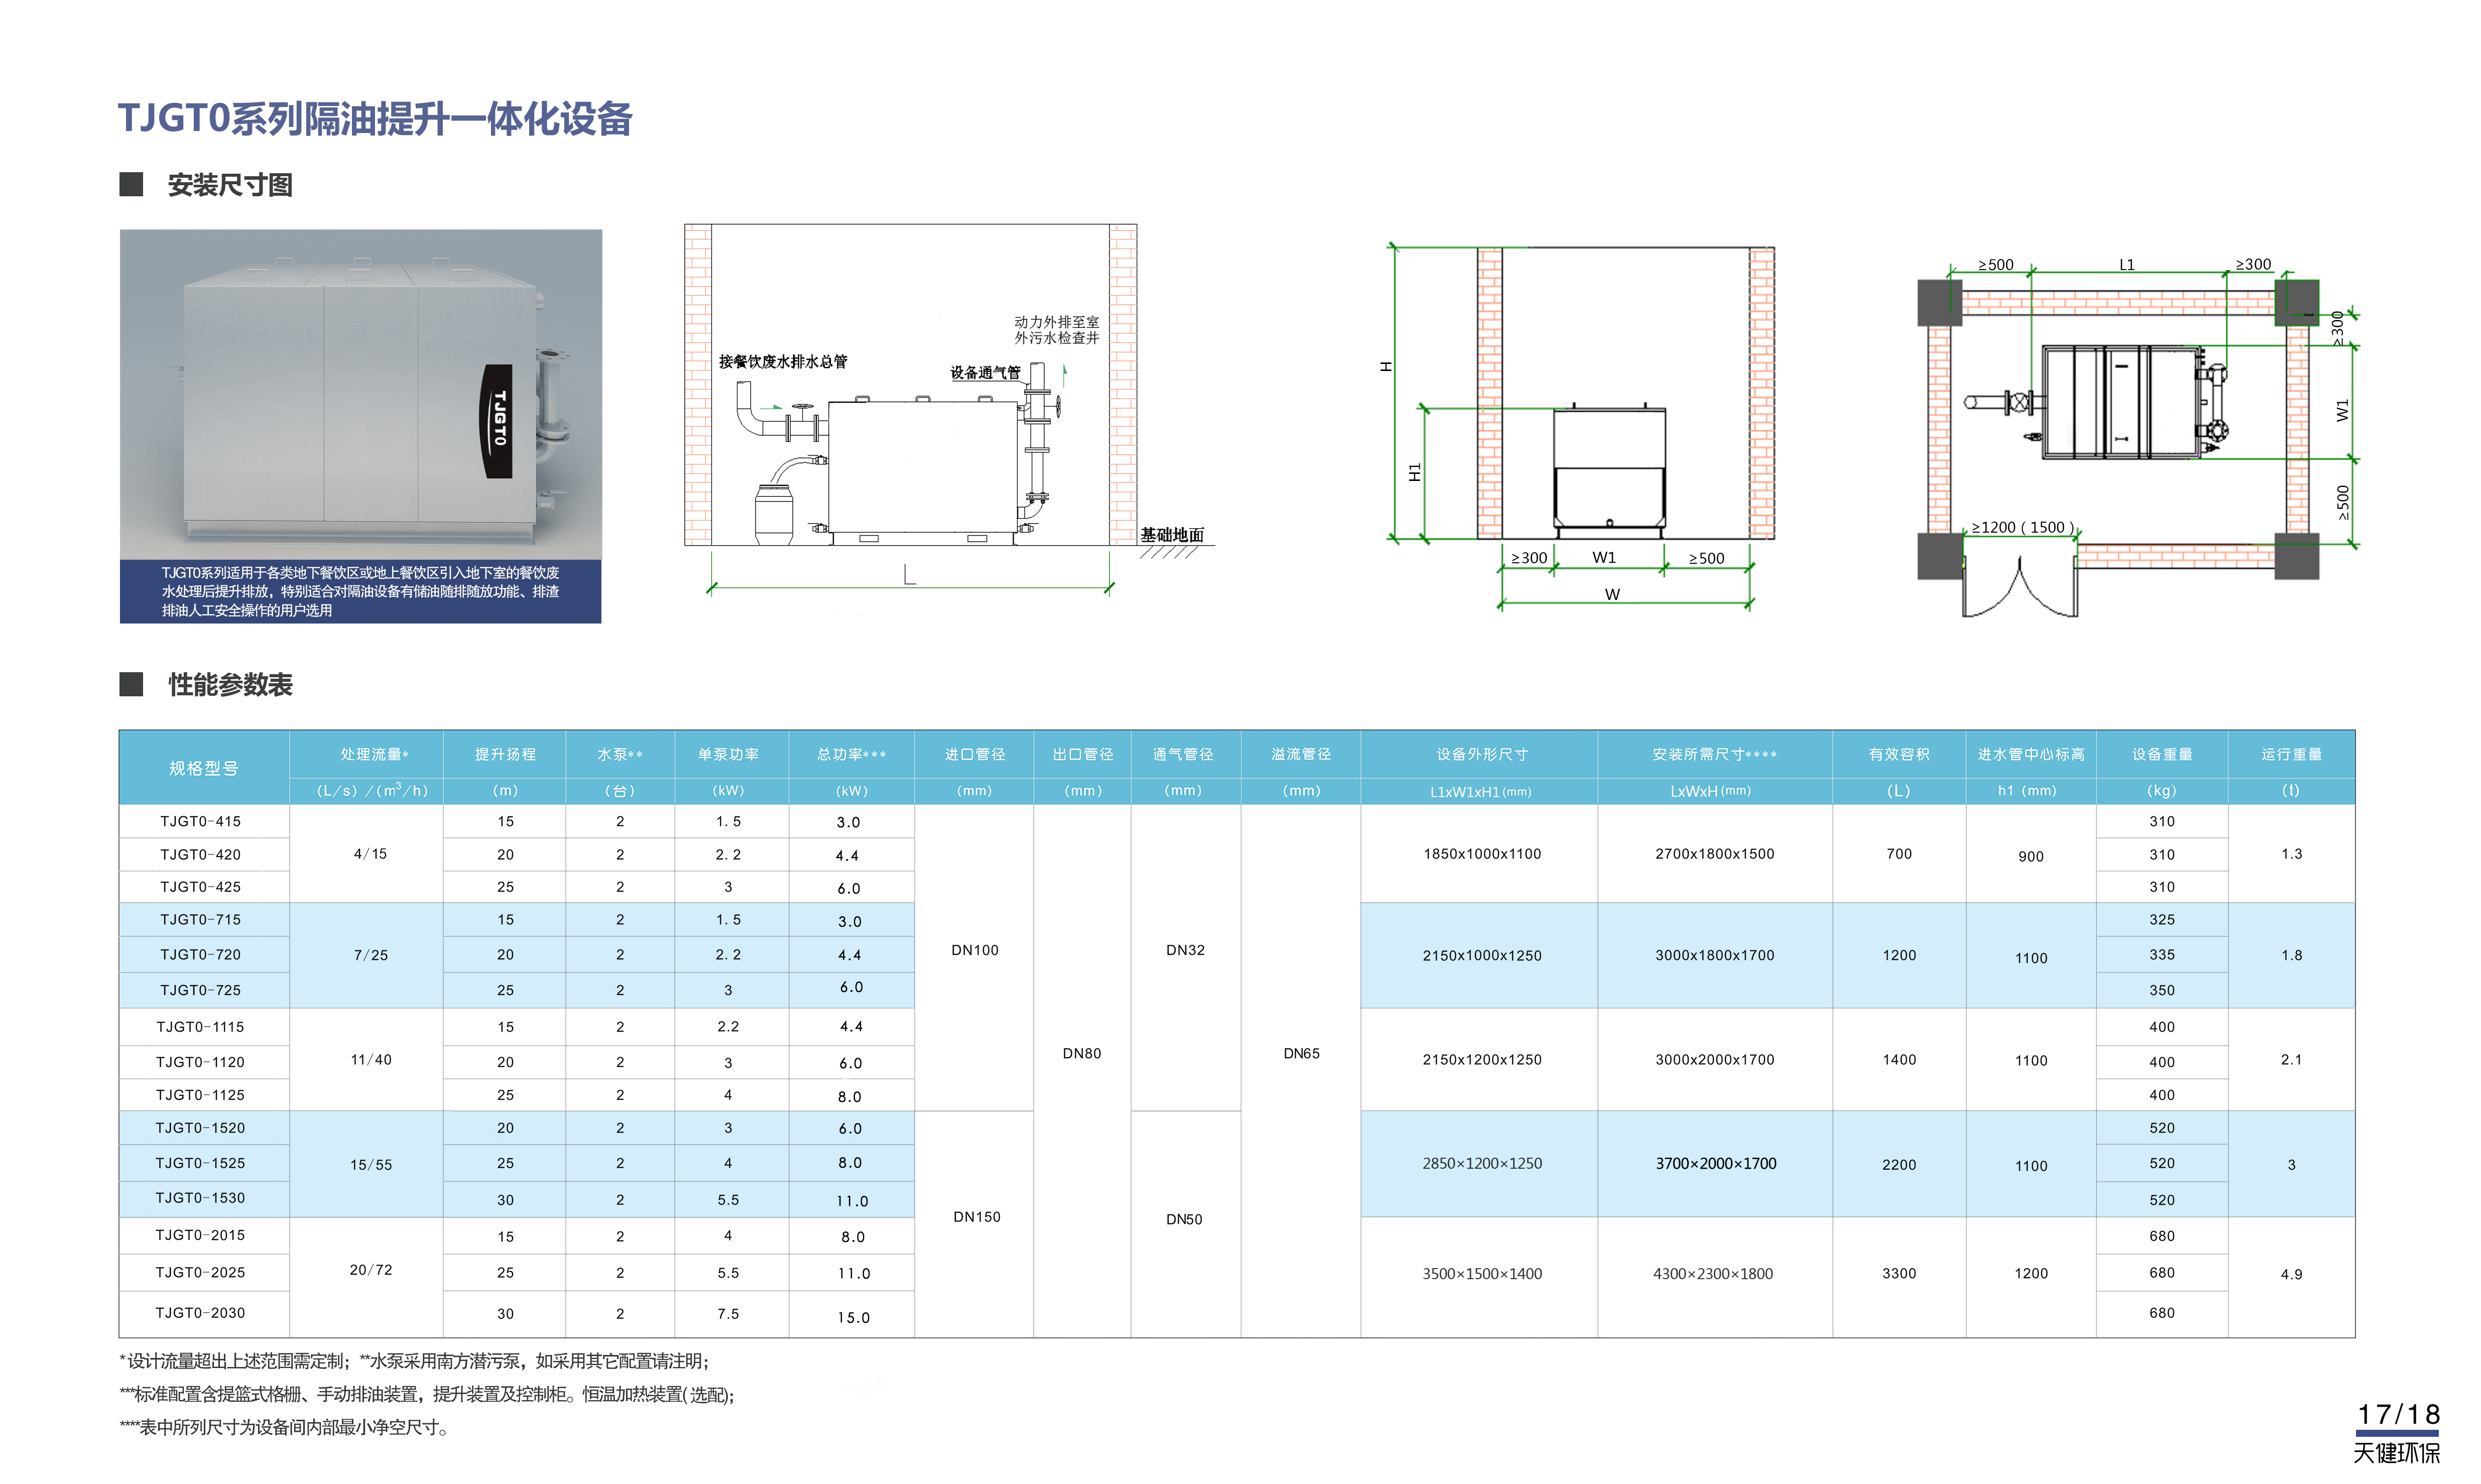 TJGT0系列隔油提升一体化设备
安装尺寸图
TJGT0
TJGT0系列适用于各类地下餐饮区或地上餐饮区引入地下室的餐饮废
水处理后提升排放，特别适合对隔油设备有储油随排随放功能、排渣
排油人工安全操作的用户选用
动力外排至室
外污水检查井
接餐饮废水排水总管
设备通气管
基础地面
L
H
H1
≥300 W1 ≥500
W
≥500 L1 ≥300
≥300
W1
≥500
≥1200（1500）
性能参数表
规格型号 处理流量* 提升扬程 水泵** 单泵功率 总功率*** 进口管径 出口管径 通气管径 溢流管径 设备外形尺寸 安装所需尺寸**** 有效容积 进水管中心标高 设备重量 运行重量
（L/s）/（m³/h） （m） （台） （kW） （kW） （mm） （mm） （mm） （mm） L1xW1xH1(mm) LxWxH(mm) （L） h1（mm） （kg） （t）
TJGT0-415 15 2 1.5 3.0 310
TJGT0-420 4/15 20 2 2.2 4.4 1850x1000x1100 2700x1800x1500 700 900 310 1.3
TJGT0-425 25 2 3 6.0 310
TJGT0-715 15 2 1.5 3.0 325
TJGT0-720 7/25 20 2 2.2 4.4 DN100 DN32 2150x1000x1250 3000x1800x1700 1200 1100 335 1.8
TJGT0-725 25 2 3 6.0 350
TJGT0-1115 15 2 2.2 4.4 400
TJGT0-1120 11/40 20 2 3 6.0 DN80 DN65 2150x1200x1250 3000x2000x1700 1400 1100 400 2.1
TJGT0-1125 25 2 4 8.0 400
TJGT0-1520 20 2 3 6.0 520
TJGT0-1525 15/55 25 2 4 8.0 2850×1200×1250 3700×2000×1700 2200 1100 520 3
TJGT0-1530 30 2 5.5 11.0 DN150 DN50 520
TJGT0-2015 15 2 4 8.0 680
TJGT0-2025 20/72 25 2 5.5 11.0 3500×1500×1400 4300×2300×1800 3300 1200 680 4.9
TJGT0-2030 30 2 7.5 15.0 680
*设计流量超出上述范围需定制；**水泵采用南方潜污泵，如采用其它配置请注明；
***标准配置含提篮式格栅、手动排油装置，提升装置及控制柜。恒温加热装置(选配)；
****表中所列尺寸为设备间内部最小净空尺寸。
17/18
天健环保